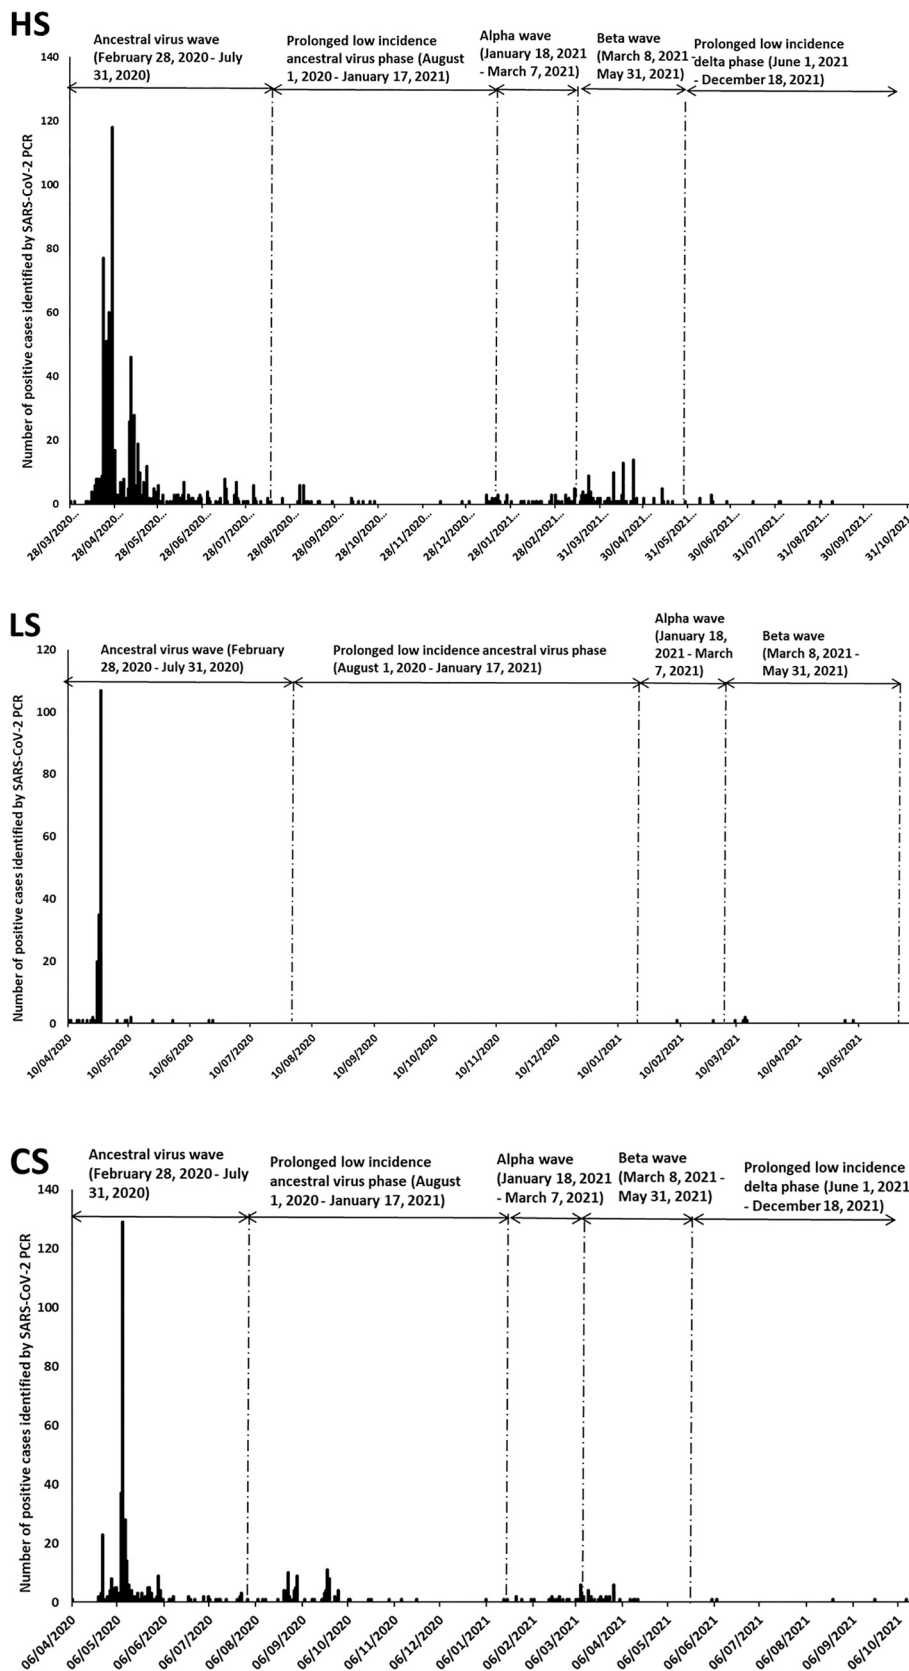 HS
Ancestral virus wave
(February 28, 2020 - July
31, 2020)
Prolonged low incidence
ancestral virus phase (August
1, 2020 - January 17, 2021)
Alpha wave
(January 18, 2021
- March 7, 2021)
Beta wave
(March 8, 2021-
May 31, 2021)
Prolonged low incidence
delta phase (June 1, 2021
- December 18, 2021)
Number of positive cases identified by SARS-CoV-2 PCR
140
120
100
80
60
40
20
0
28/03/2020..
28/04/2020..
28/05/2020..
28/06/2020..
28/07/2020..
28/08/2020..
28/09/2020..
28/10/2020..
28/11/2020..
28/12/2020..
28/01/2021..
28/02/2021..
31/03/2021..
30/04/2021..
31/05/2021..
30/06/2021..
31/07/2021..
31/08/2021..
30/09/2021..
31/10/2021
LS
Ancestral virus wave (February
28, 2020 - July 31, 2020)
Prolonged low incidence ancestral virus phase
(August 1, 2020 - January 17, 2021)
Alpha wave
(January 18,
2021 - March
7, 2021)
Beta wave
(March 8, 2021 -
May 31, 2021)
Number of positive cases identified by SARS-CoV-2 PCR
120
100
80
60
40
20
0
10/04/2020
10/05/2020
10/06/2020
10/07/2020
10/08/2020
10/09/2020
10/10/2020
10/11/2020
10/12/2020
10/01/2021
10/02/2021
10/03/2021
10/04/2021
10/05/2021
CS
Ancestral virus wave
(February 28, 2020 - July
31, 2020)
Prolonged low incidence
ancestral virus phase (August
1, 2020 - January 17, 2021)
Alpha wave
(January 18, 2021
- March 7, 2021)
Beta wave
(March 8, 2021 -
May 31, 2021)
Prolonged low incidence
delta phase (June 1, 2021
- December 18, 2021)
Number of positive cases identified by SARS-CoV-2 PCR
140
120
100
80
60
40
20
0
06/04/2020
06/05/2020
06/06/2020
06/07/2020
06/08/2020
06/09/2020
06/10/2020
06/11/2020
06/12/2020
06/01/2021
06/02/2021
06/03/2021
06/04/2021
06/05/2021
06/06/2021
06/07/2021
06/08/2021
06/09/2021
06/10/2021